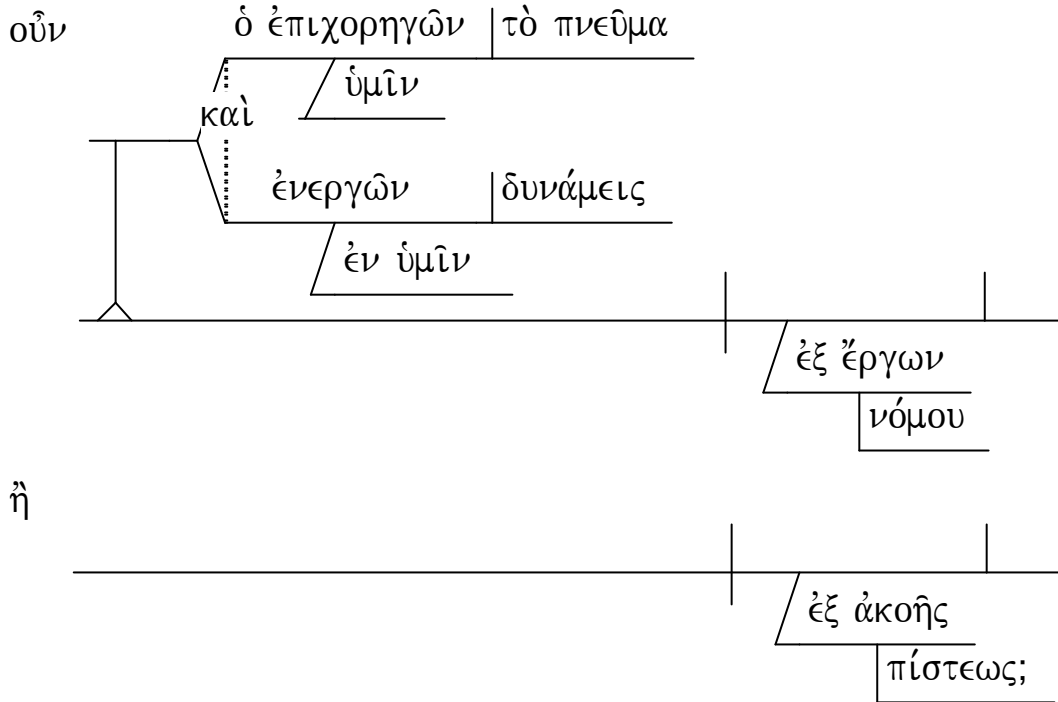 οὖν
ὁ ἐπιχορηγῶν τὸ πνεῦμα
ὑμῖν
καὶ
ἐνεργῶν δυνάμεις
ἐν ὑμῖν
ἐξ ἔργων
νόμου
ἢ
ἐξ ἀκοῆς
πίστεως;